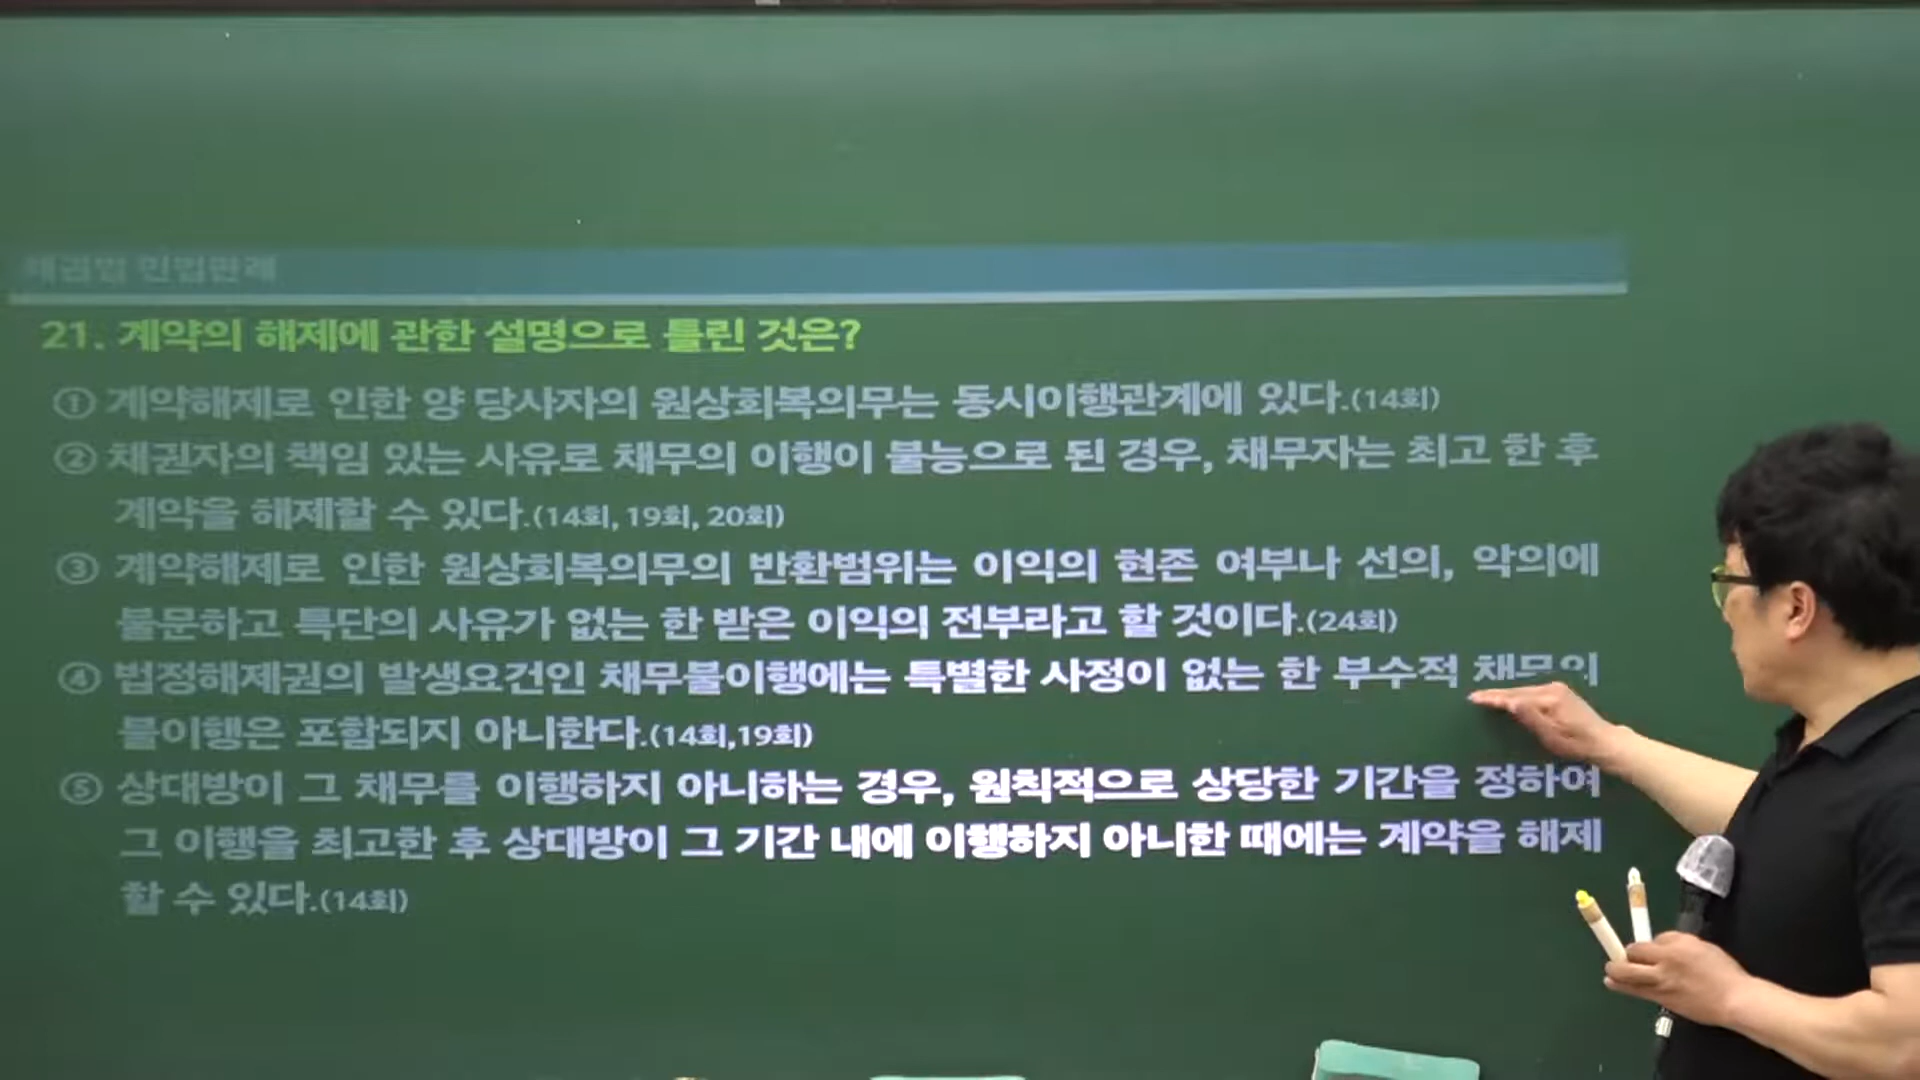 채권법 민법판례
21. 계약의 해제에 관한 설명으로 틀린 것은?
① 계약해제로 인한 양 당사자의 원상회복의무는 동시이행관계에 있다.(14회)
② 채권자의 책임 있는 사유로 채무의 이행이 불능으로 된 경우, 채무자는 최고 한 후
계약을 해제할 수 있다.(14회, 19회, 20회)
③ 계약해제로 인한 원상회복의무의 반환범위는 이익의 현존 여부나 선의, 악의에
불문하고 특단의 사유가 없는 한 받은 이익의 전부라고 할 것이다.(24회)
④ 법정해제권의 발생요건인 채무불이행에는 특별한 사정이 없는 한 부수적 채무의
불이행은 포함되지 아니한다.(14회,19회)
⑤ 상대방이 그 채무를 이행하지 아니하는 경우, 원칙적으로 상당한 기간을 정하여
그 이행을 최고한 후 상대방이 그 기간 내에 이행하지 아니한 때에는 계약을 해제
할 수 있다.(14회)